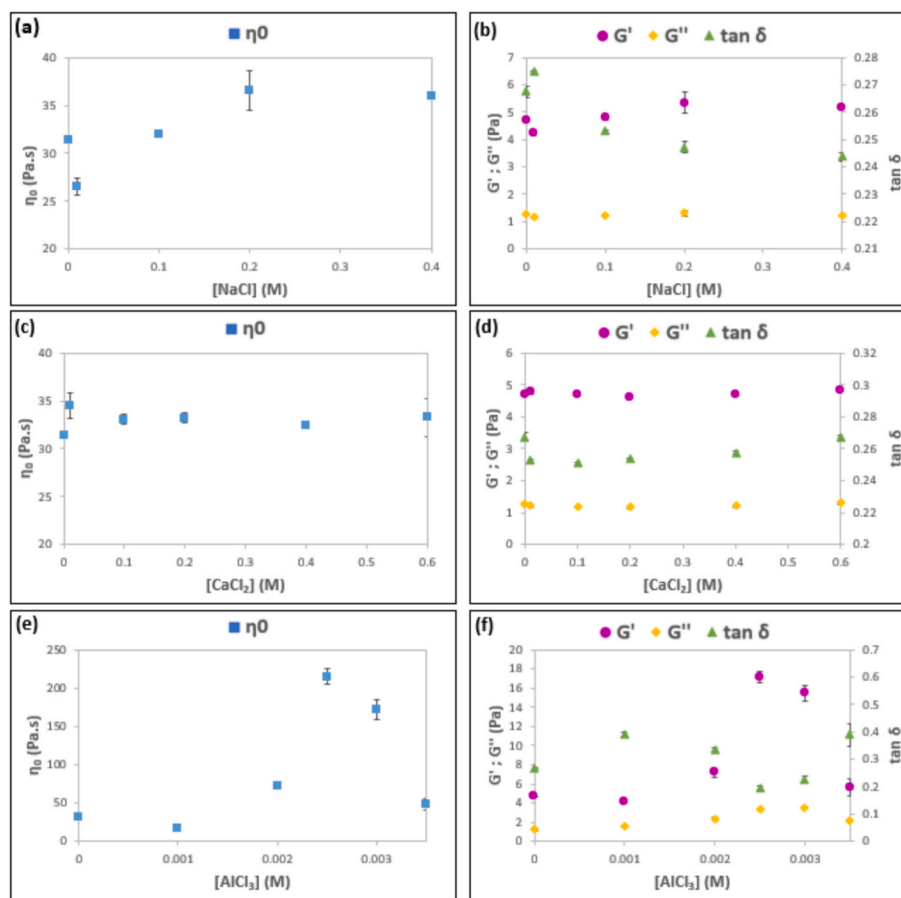 (a)
η0
40
35
30
25
20
η₀ (Pa.s)
0 0.1 0.2 0.3 0.4
[NaCl] (M)
(b)
G' G'' tan δ
7
6
5
4
3
2
1
0
G' ; G'' (Pa)
0.28
0.27
0.26
0.25
0.24
0.23
0.22
0.21
tan δ
0 0.1 0.2 0.3 0.4
[NaCl] (M)
(c)
η0
40
35
30
25
20
η₀ (Pa.s)
0 0.1 0.2 0.3 0.4 0.5 0.6
[CaCl₂] (M)
(d)
G' G'' tan δ
6
5
4
3
2
1
0
G' ; G'' (Pa)
0.32
0.3
0.28
0.26
0.24
0.22
0.2
tan δ
0 0.1 0.2 0.3 0.4 0.5 0.6
[CaCl₂] (M)
(e)
η0
250
200
150
100
50
0
η₀ (Pa.s)
0 0.001 0.002 0.003
[AlCl₃] (M)
(f)
G' G'' tan δ
20
18
16
14
12
10
8
6
4
2
0
G' ; G'' (Pa)
0.7
0.6
0.5
0.4
0.3
0.2
0.1
0
tan δ
0 0.001 0.002 0.003
[AlCl₃] (M)